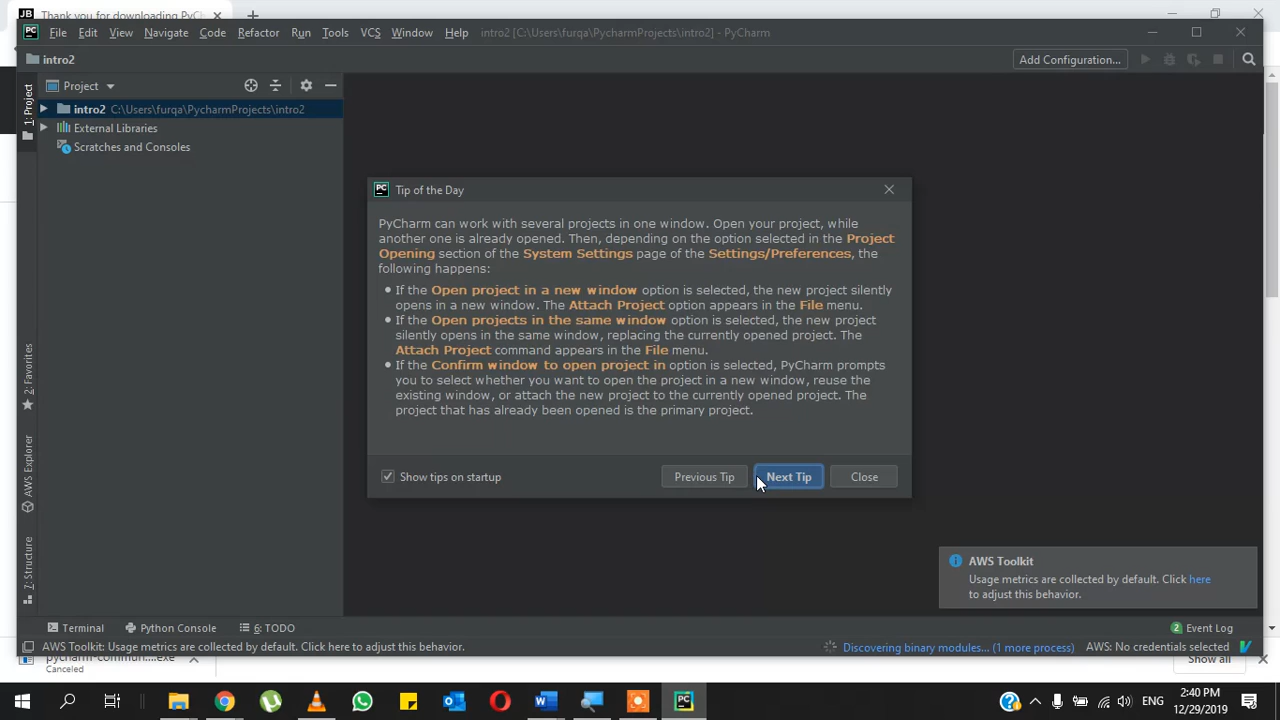 JB Thank you for downloading PyC
PC File Edit View Navigate Code Refactor Run Tools VCS Window Help intro2 [C:\Users\furqa\PycharmProjects\intro2] - PyCharm
intro2 Add Configuration...
Project
1: Project
intro2 C:\Users\furqa\PycharmProjects\intro2
External Libraries
Scratches and Consoles
PC Tip of the Day
PyCharm can work with several projects in one window. Open your project, while
another one is already opened. Then, depending on the option selected in the Project
Opening section of the System Settings page of the Settings/Preferences, the
following happens:
If the Open project in a new window option is selected, the new project silently
opens in a new window. The Attach Project option appears in the File menu.
If the Open projects in the same window option is selected, the new project
silently opens in the same window, replacing the currently opened project. The
Attach Project command appears in the File menu.
If the Confirm window to open project in option is selected, PyCharm prompts
you to select whether you want to open the project in a new window, reuse the
existing window, or attach the new project to the currently opened project. The
project that has already been opened is the primary project.
Show tips on startup Previous Tip Next Tip Close
2: Favorites
AWS Explorer
7: Structure
AWS Toolkit
Usage metrics are collected by default. Click here
to adjust this behavior.
Terminal Python Console 6: TODO 2 Event Log
AWS Toolkit: Usage metrics are collected by default. Click here to adjust this behavior. Discovering binary modules... (1 more process) AWS: No credentials selected
pycharm-commun....exe Show all
Canceled
ENG 2:40 PM
12/29/2019